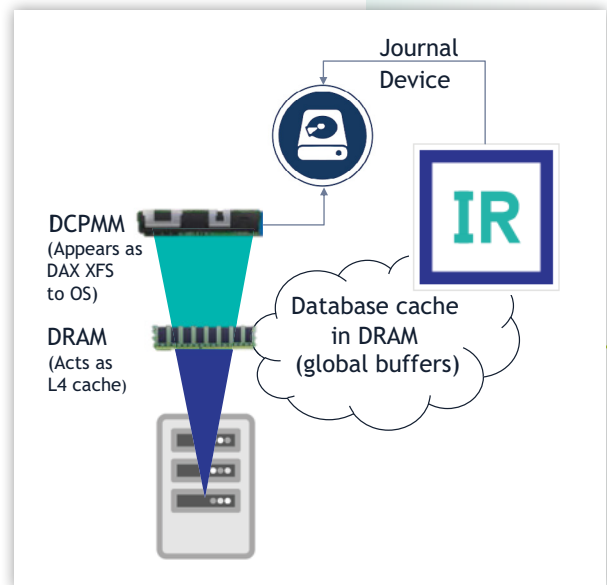 Journal
Device
IR
DCPMM
(Appears as
DAX XFS
to OS)
Database cache
in DRAM
(global buffers)
DRAM
(Acts as
L4 cache)